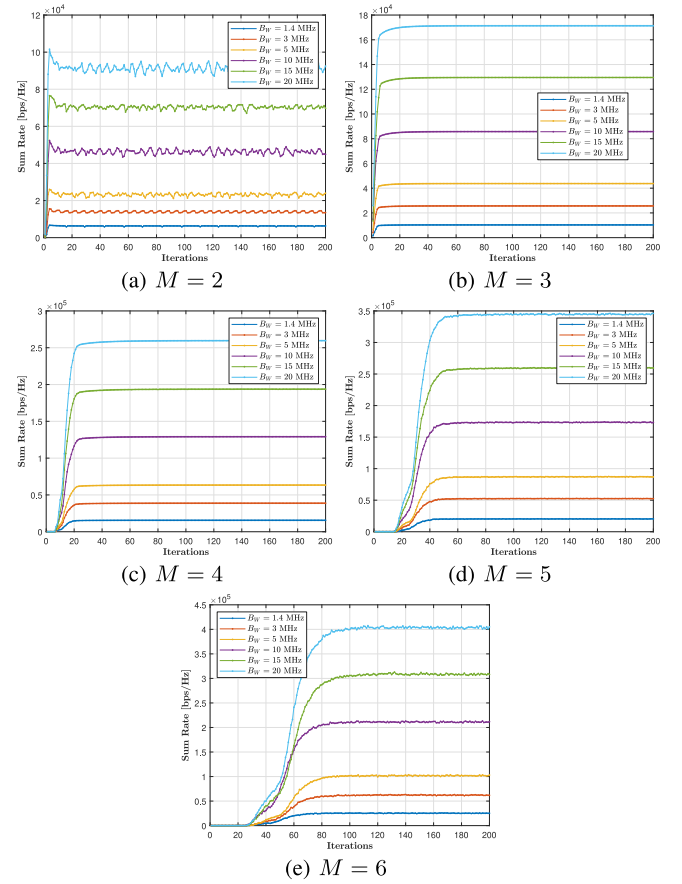 ×10⁴
Sum Rate [bps/Hz]
12
10
8
6
4
2
0
0 20 40 60 80 100 120 140 160 180 200
Iterations
B_W = 1.4 MHz
B_W = 3 MHz
B_W = 5 MHz
B_W = 10 MHz
B_W = 15 MHz
B_W = 20 MHz
(a) M = 2
×10⁴
Sum Rate [bps/Hz]
18
16
14
12
10
8
6
4
2
0
0 20 40 60 80 100 120 140 160 180 200
Iterations
B_W = 1.4 MHz
B_W = 3 MHz
B_W = 5 MHz
B_W = 10 MHz
B_W = 15 MHz
B_W = 20 MHz
(b) M = 3
×10⁵
Sum Rate [bps/Hz]
3
2.5
2
1.5
1
0.5
0
0 20 40 60 80 100 120 140 160 180 200
Iterations
B_W = 1.4 MHz
B_W = 3 MHz
B_W = 5 MHz
B_W = 10 MHz
B_W = 15 MHz
B_W = 20 MHz
(c) M = 4
×10⁵
Sum Rate [bps/Hz]
3.5
3
2.5
2
1.5
1
0.5
0
0 20 40 60 80 100 120 140 160 180 200
Iterations
B_W = 1.4 MHz
B_W = 3 MHz
B_W = 5 MHz
B_W = 10 MHz
B_W = 15 MHz
B_W = 20 MHz
(d) M = 5
×10⁵
Sum Rate [bps/Hz]
4.5
4
3.5
3
2.5
2
1.5
1
0.5
0
0 20 40 60 80 100 120 140 160 180 200
Iterations
B_W = 1.4 MHz
B_W = 3 MHz
B_W = 5 MHz
B_W = 10 MHz
B_W = 15 MHz
B_W = 20 MHz
(e) M = 6